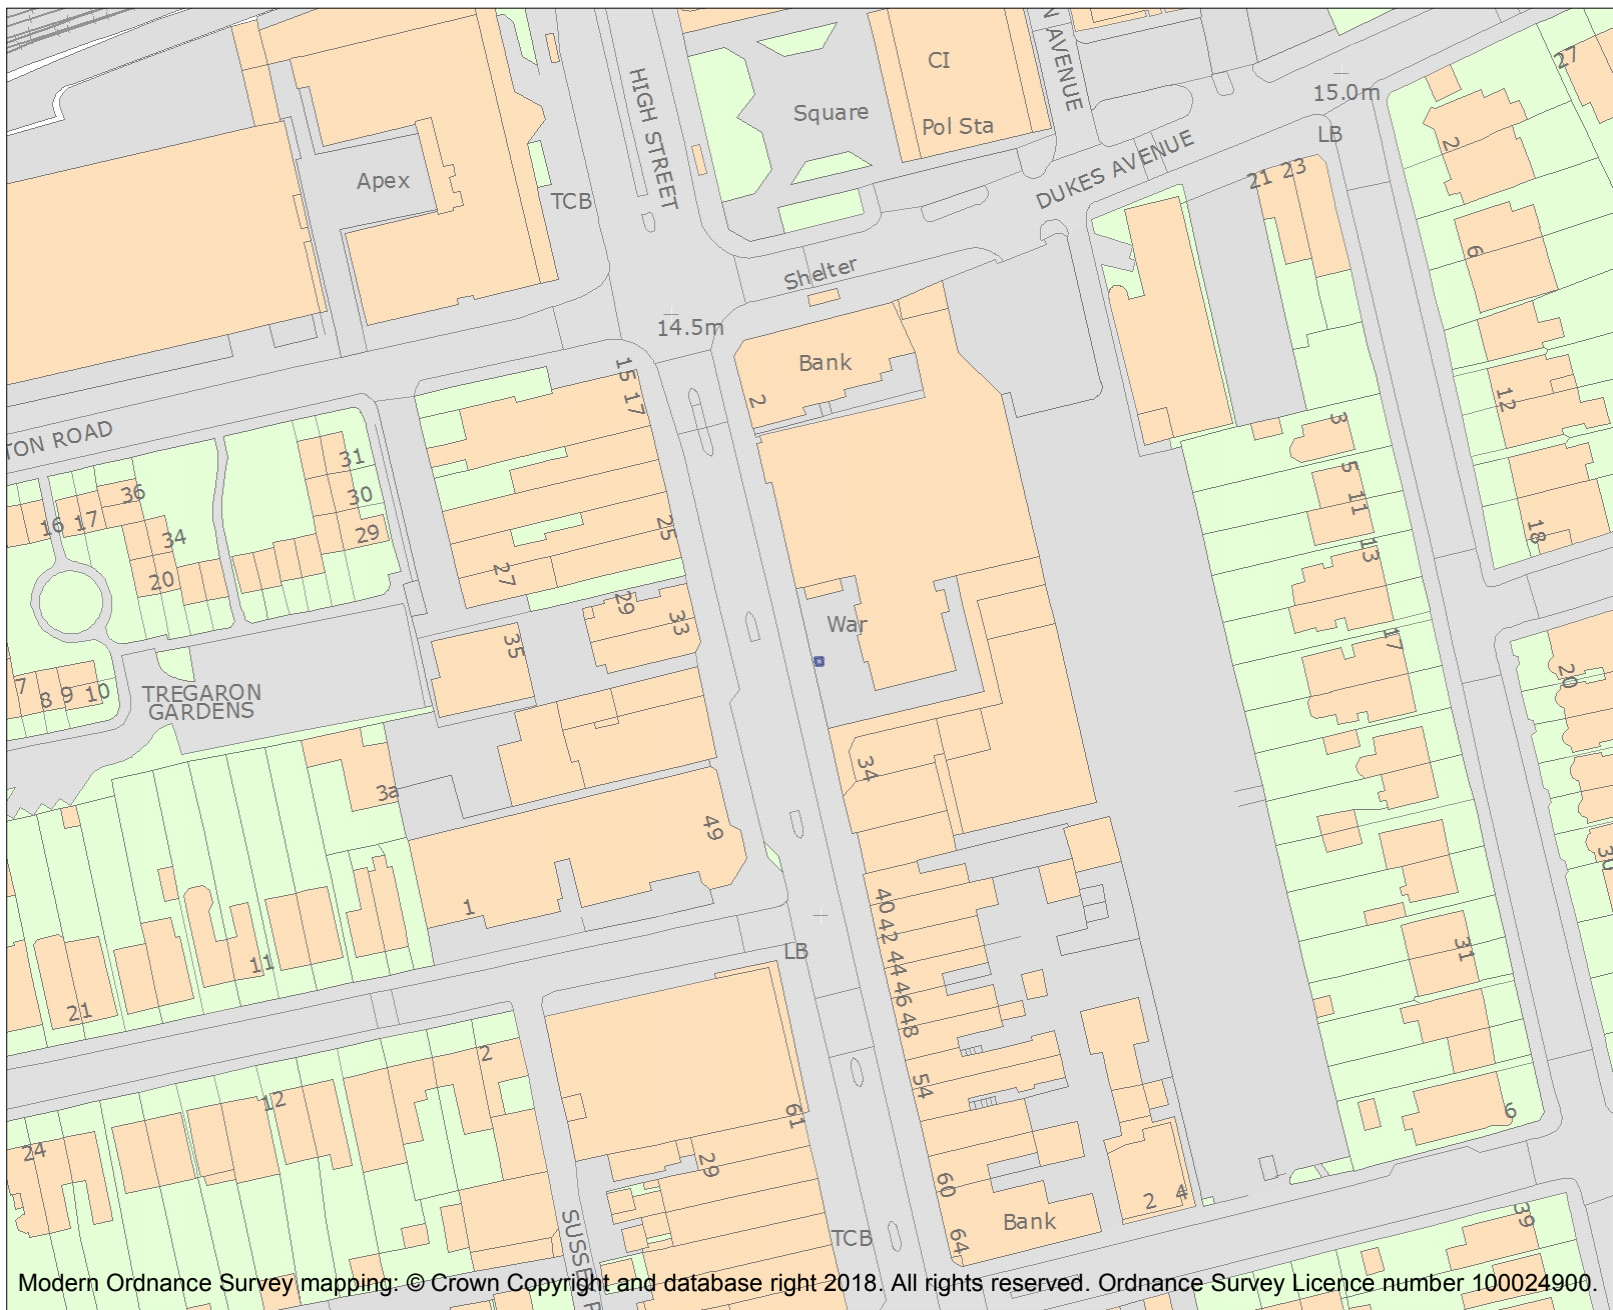 27
CI
HIGH STREET
N AVENUE
15.0m
Square
Pol Sta
LB
DUKES AVENUE
2
Apex
21 23
TCB
6
Shelter
14.5m
15 17
Bank
2
12
3
TON ROAD
31
5 11
36
30
16 17
25
29
18
34
13
20
27
29
33
War
35
17
20
7 8 9 10
TREGARON
GARDENS
34
3a
49
1
40 42 44 46 48
11
LB
31
21
2
54
12
61
6
24
29
60
2 4
Bank
39
64
TCB
Modern Ordnance Survey mapping: © Crown Copyright and database right 2018. All rights reserved. Ordnance Survey Licence number 100024900.